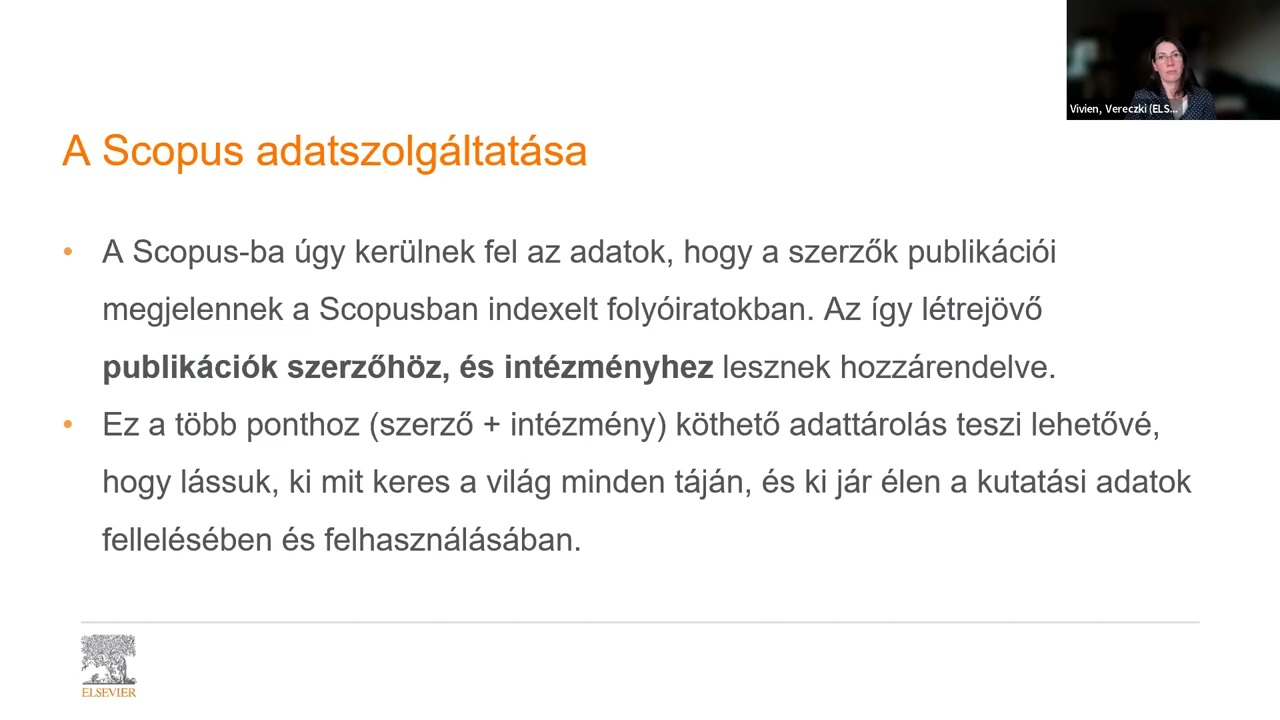 Vivien, Vereczki (ELS...
A Scopus adatszolgáltatása
• A Scopus-ba úgy kerülnek fel az adatok, hogy a szerzők publikációi
megjelennek a Scopusban indexelt folyóiratokban. Az így létrejövő
publikációk szerzőhöz, és intézményhez lesznek hozzárendelve.
• Ez a több ponthoz (szerző + intézmény) köthető adattárolás teszi lehetővé,
hogy lássuk, ki mit keres a világ minden táján, és ki jár élen a kutatási adatok
fellelésében és felhasználásában.
ELSEVIER